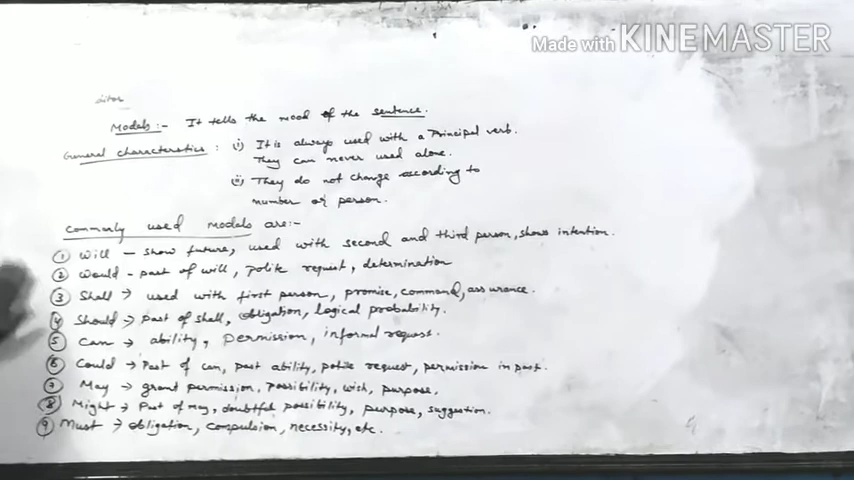 Made with KINEMASTER
Models:- It tells the mood of the sentence.
General characteristics : (i) It is always used with a Principal verb.
They can never used alone.
(ii) They do not change according to
number or person.
Commonly used models are:-
① Will – show future, used with second and third person, shows intention.
② Would - past of will, polite request, determination
③ Shall → used with first person, promise, command, assurance.
④ Should → Past of shall, obligation, logical probability.
⑤ Can → ability, permission, informal request.
⑥ Could → Past of can, past ability, polite request, permission in past.
⑦ May → grant permission, possibility, wish, purpose,
⑧ Might → Past of may, doubtful possibility, purpose, suggestion.
⑨ Must → obligation, compulsion, necessity, etc.